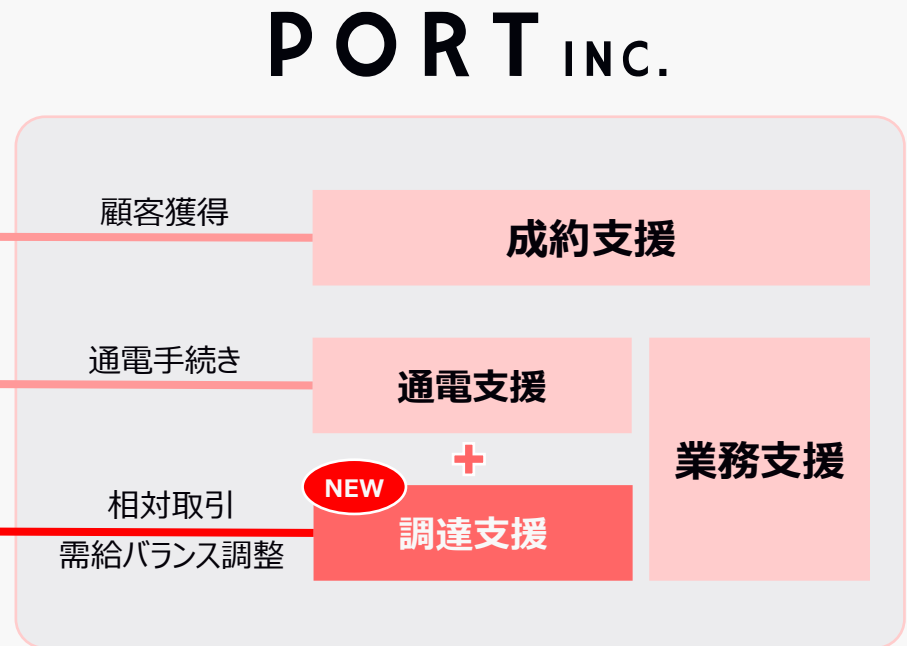 PORT INC.
顧客獲得
成約支援
通電手続き
通電支援
業務支援
+
NEW
相対取引
調達支援
需給バランス調整